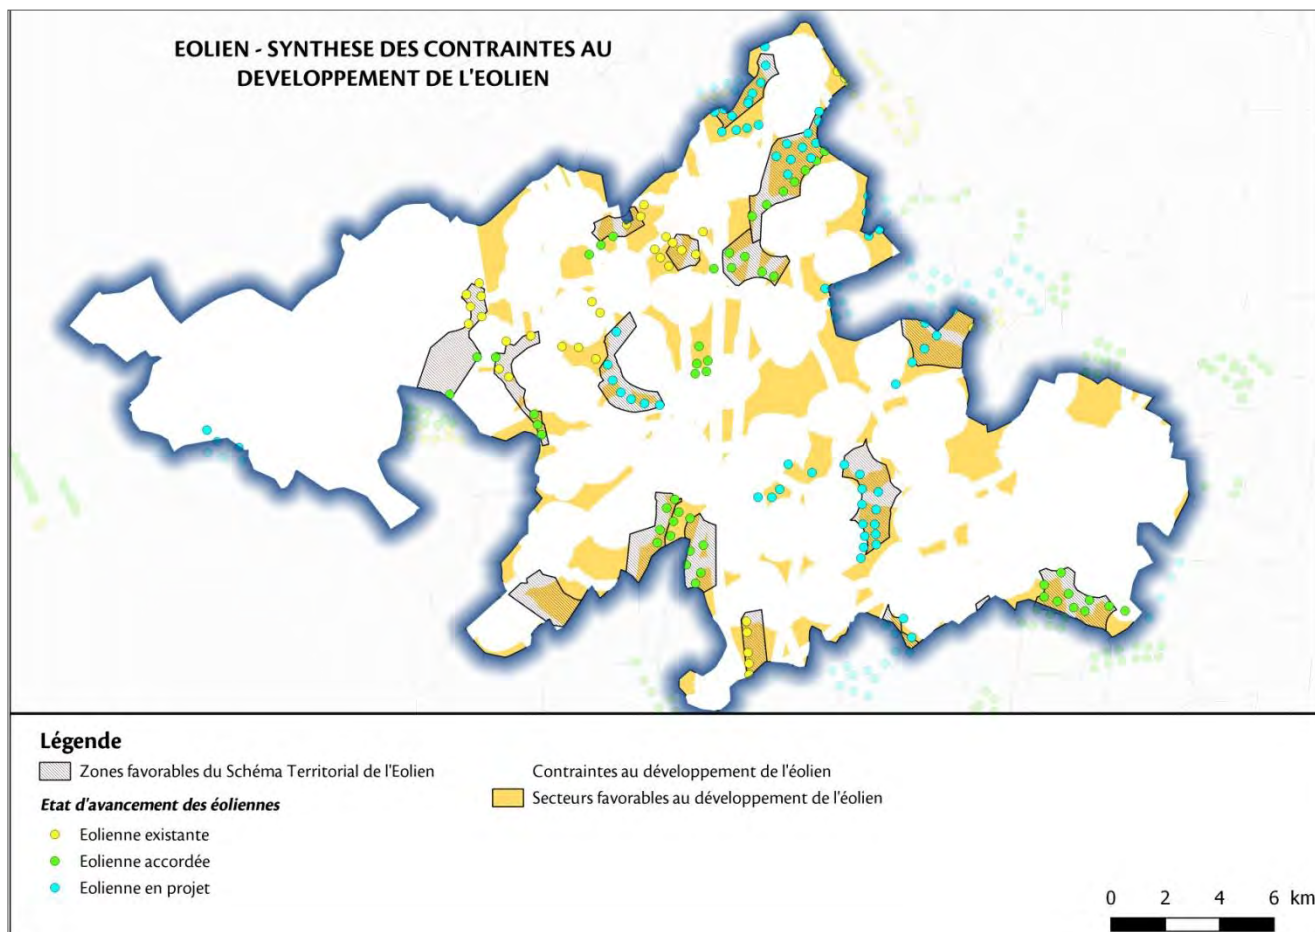 EOLIEN - SYNTHESE DES CONTRAINTES AU
DEVELOPPEMENT DE L'EOLIEN
Légende
Zones favorables du Schéma Territorial de l'Eolien
Contraintes au développement de l'éolien
Secteurs favorables au développement de l'éolien
Etat d'avancement des éoliennes
Eolienne existante
Eolienne accordée
Eolienne en projet
0 2 4 6 km